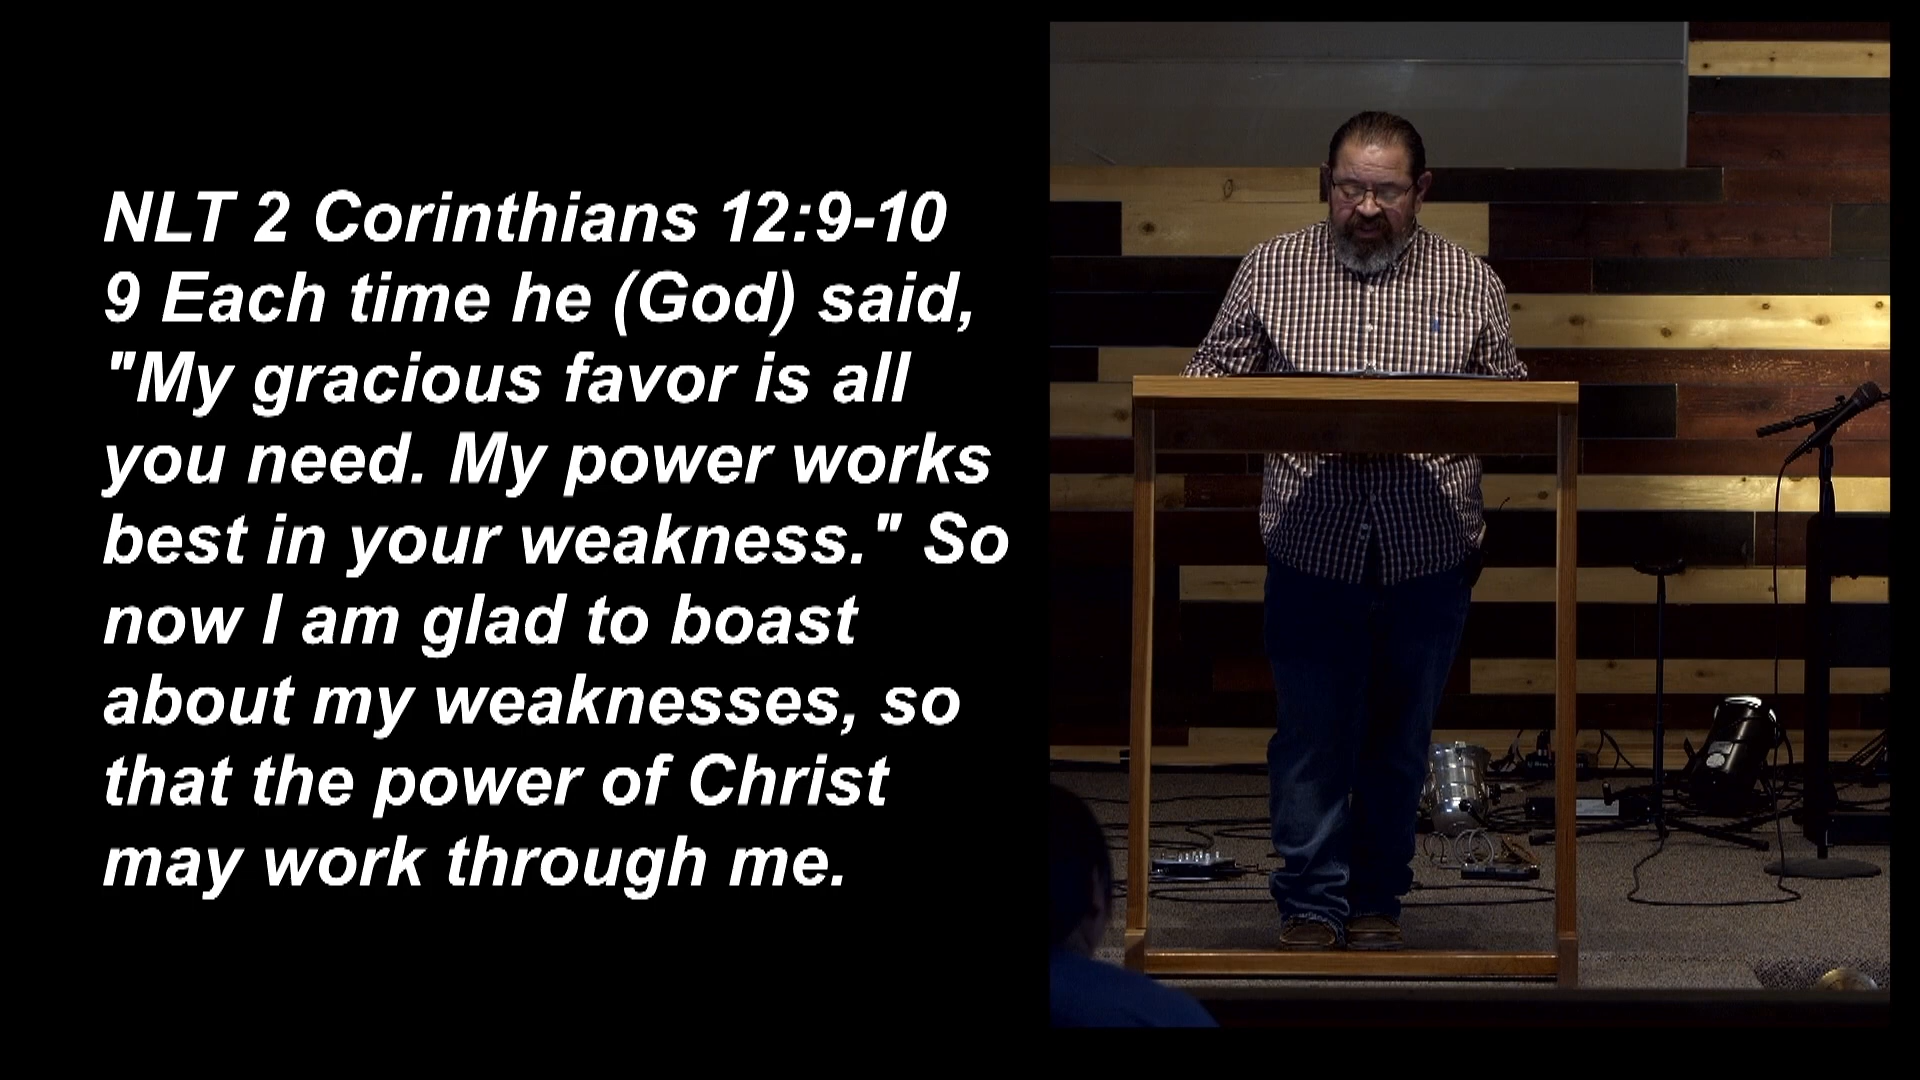 NLT 2 Corinthians 12:9-10
9 Each time he (God) said,
"My gracious favor is all
you need. My power works
best in your weakness." So
now I am glad to boast
about my weaknesses, so
that the power of Christ
may work through me.